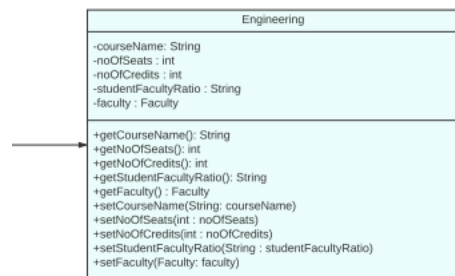 Engineering
-courseName: String
-noOfSeats : int
-noOfCredits : int
-studentFacultyRatio : String
-faculty : Faculty
+getCourseName(): String
+getNoOfSeats(): int
+getNoOfCredits(): int
+getStudentFacultyRatio(): String
+getFaculty() : Faculty
+setCourseName(String: courseName)
+setNoOfSeats(int : noOfSeats)
+setNoOfCredits(int : noOfCredits)
+setStudentFacultyRatio(String : studentFacultyRatio)
+setFaculty(Faculty: faculty)